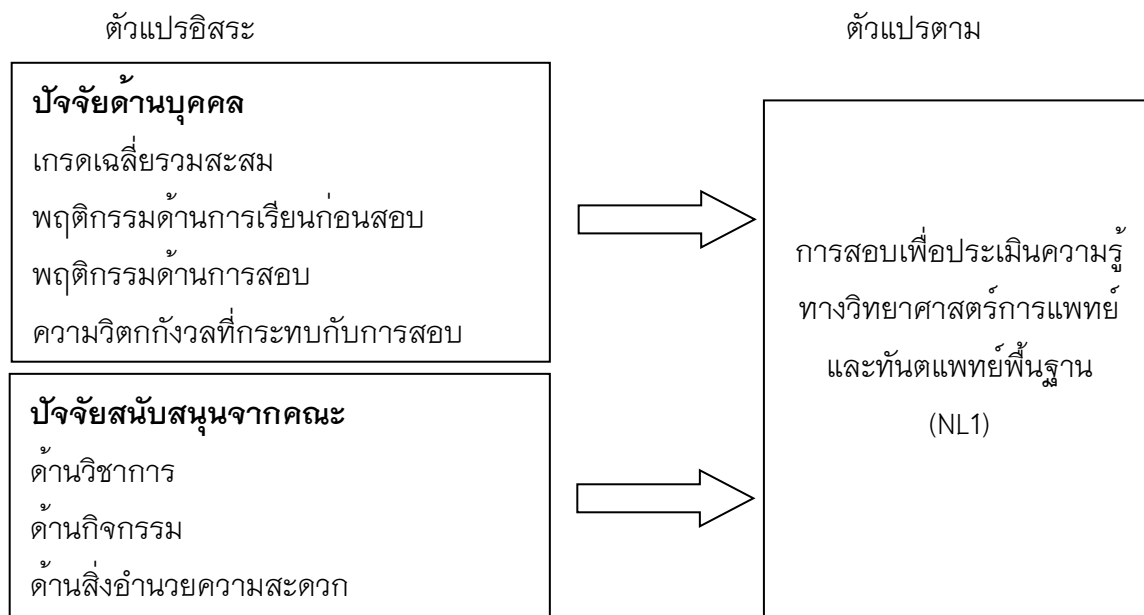 ตัวแปรอิสระ
ตัวแปรตาม
ปัจจัยด้านบุคคล
เกรดเฉลี่ยรวมสะสม
พฤติกรรมด้านการเรียนก่อนสอบ
พฤติกรรมด้านการสอบ
ความวิตกกังวลที่กระทบกับการสอบ
ปัจจัยสนับสนุนจากคณะ
ด้านวิชาการ
ด้านกิจกรรม
ด้านสิ่งอำนวยความสะดวก
การสอบเพื่อประเมินความรู้
ทางวิทยาศาสตร์การแพทย์
และทันตแพทย์พื้นฐาน
(NL1)